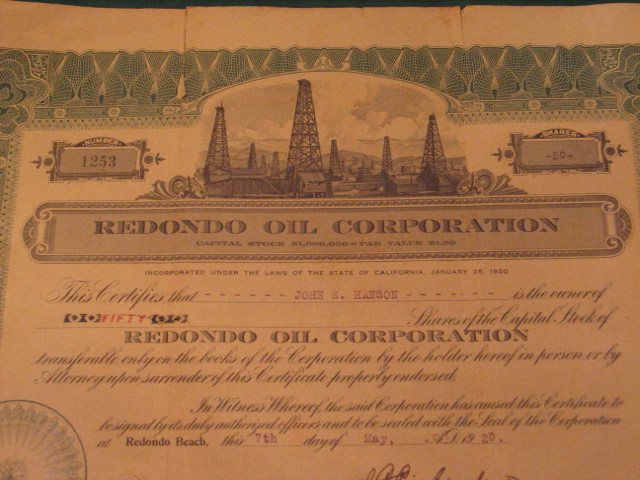 NUMBER
1253
SHARES
-50-
REDONDO OIL CORPORATION
CAPITAL STOCK $1,000,000—PAR VALUE $1.00
INCORPORATED UNDER THE LAWS OF THE STATE OF CALIFORNIA, JANUARY 26, 1920
This Certifies that - - - - - - JOHN E. HANSON - - - - - - - is the owner of
FIFTY Shares of the Capital Stock of
REDONDO OIL CORPORATION
transferable only on the books of the Corporation by the holder hereof in person or by
Attorney upon surrender of this Certificate properly endorsed.
In Witness Whereof, the said Corporation has caused this Certificate to
be signed by its duly authorized officers and to be sealed with the Seal of the Corporation
at Redondo Beach, this 7th day of May, A.D. 1920.